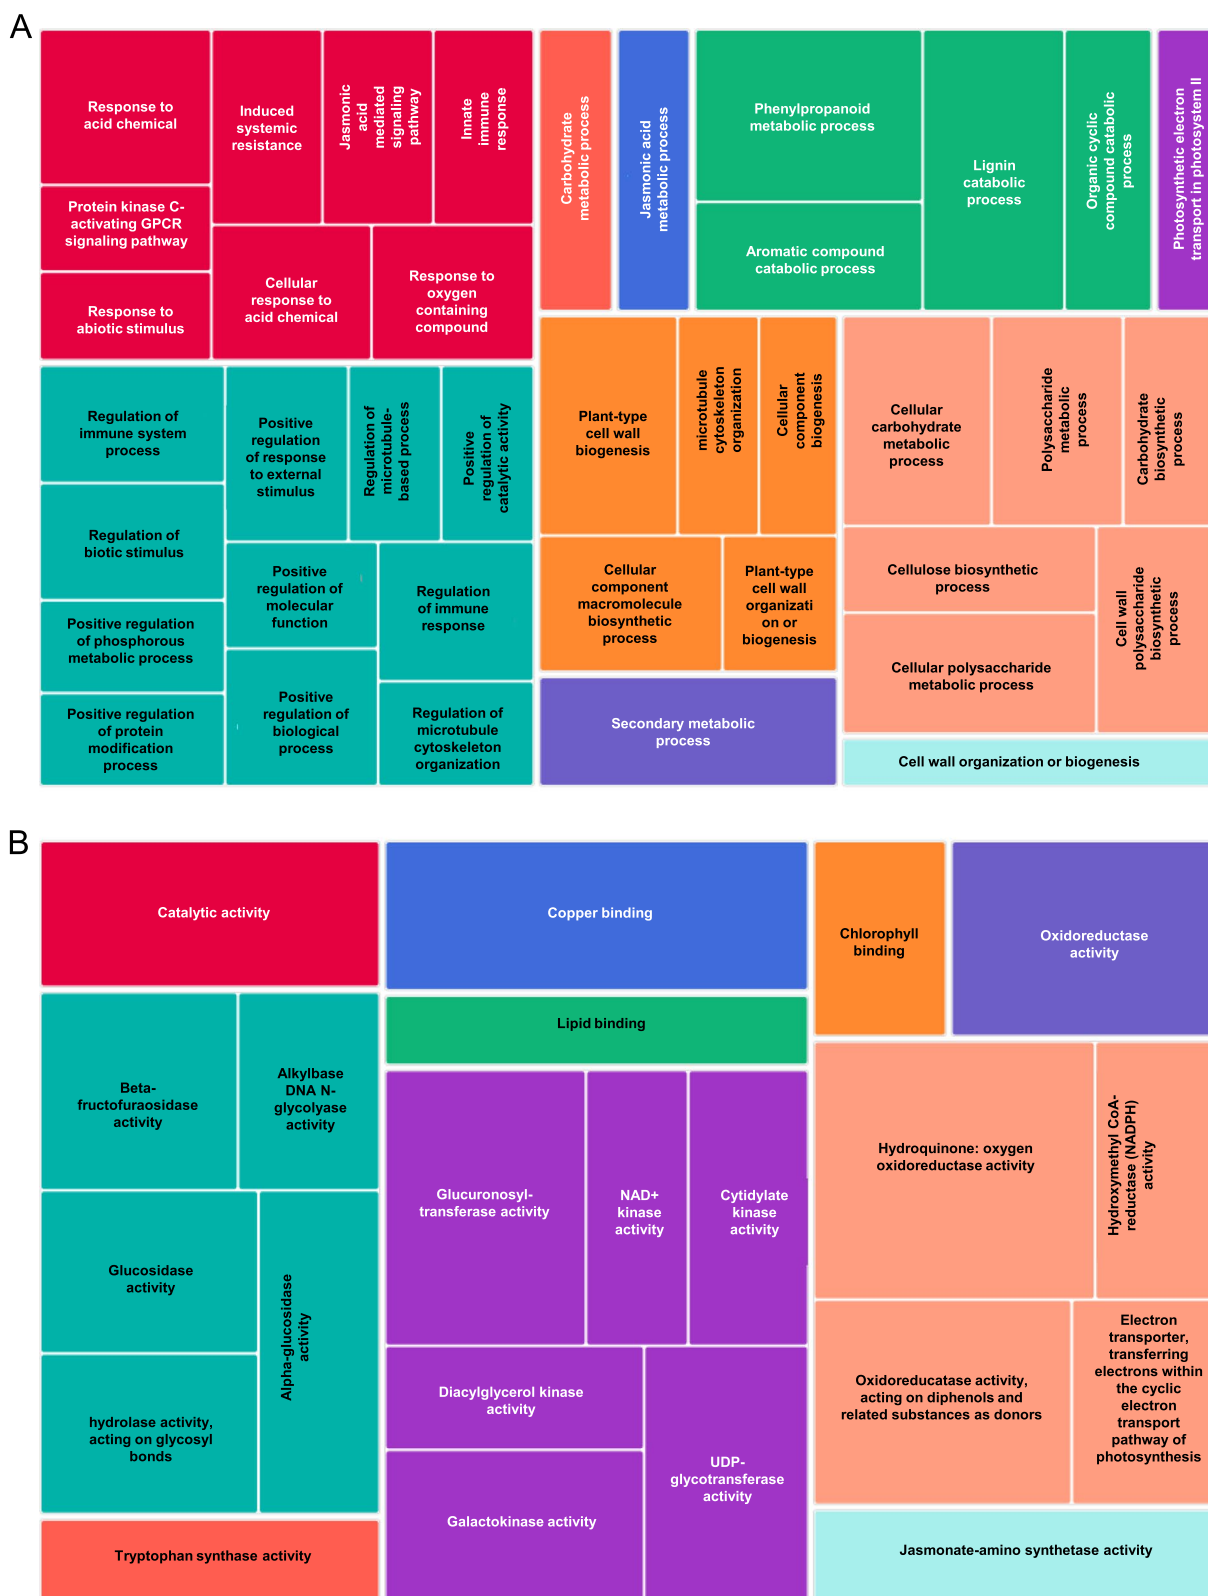 A
Response to
acid chemical
Induced
systemic
resistance
Jasmonic
acid
mediated
signaling
pathway
Innate
immune
response
Protein kinase C-
activating GPCR
signaling pathway
Response to
abiotic stimulus
Cellular
response to
acid chemical
Response to
oxygen
containing
compound
Carbohydrate
metabolic process
Jasmonic acid
metabolic process
Phenylpropanoid
metabolic process
Aromatic compound
catabolic process
Lignin
catabolic
process
Organic cyclic
compound catabolic
process
Photosynthetic electron
transport in photosystem II
Regulation of
immune system
process
Regulation of
biotic stimulus
Positive regulation
of phosphorous
metabolic process
Positive regulation
of protein
modification
process
Positive
regulation
of response
to external
stimulus
Regulation of
microtubule-
based process
Positive
regulation of
catalytic activity
Positive
regulation of
molecular
function
Regulation
of immune
response
Positive
regulation of
biological
process
Regulation of
microtubule
cytoskeleton
organization
Plant-type
cell wall
biogenesis
microtubule
cytoskeleton
organization
Cellular
component
biogenesis
Cellular
component
macromolecule
biosynthetic
process
Plant-type
cell wall
organizati
on or
biogenesis
Secondary metabolic
process
Cellular
carbohydrate
metabolic
process
Polysaccharide
metabolic
process
Carbohydrate
biosynthetic
process
Cellulose biosynthetic
process
Cellular polysaccharide
metabolic process
Cell wall
polysaccharide
biosynthetic
process
Cell wall organization or biogenesis
B
Catalytic activity
Beta-
fructofuraosidase
activity
Alkylbase
DNA N-
glycolyase
activity
Glucosidase
activity
Alpha-glucosidase
activity
hydrolase activity,
acting on glycosyl
bonds
Tryptophan synthase activity
Copper binding
Lipid binding
Glucuronosyl-
transferase activity
NAD+
kinase
activity
Cytidylate
kinase
activity
Diacylglycerol kinase
activity
Galactokinase activity
UDP-
glycotransferase
activity
Chlorophyll
binding
Oxidoreductase
activity
Hydroquinone: oxygen
oxidoreductase activity
Hydroxymethyl CoA-
reductase (NADPH)
activity
Oxidoreducatase activity,
acting on diphenols and
related substances as donors
Electron
transporter,
transferring
electrons within
the cyclic
electron
transport
pathway of
photosynthesis
Jasmonate-amino synthetase activity